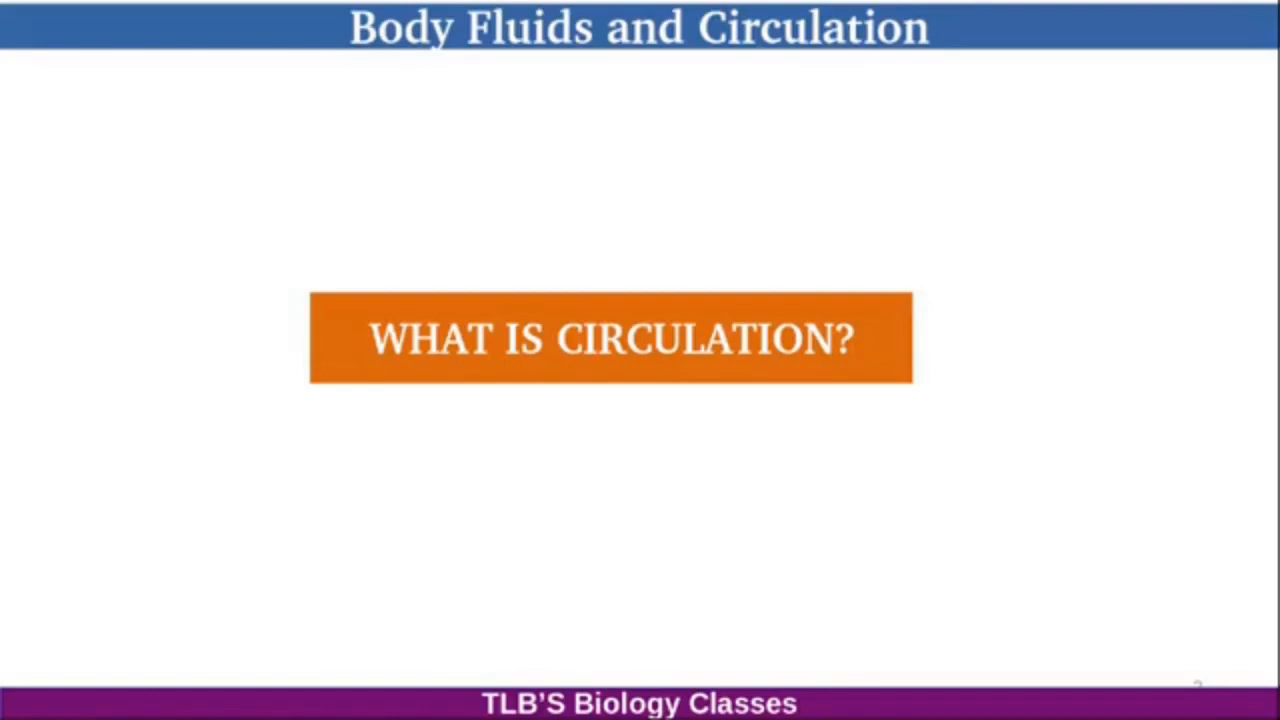 Body Fluids and Circulation
WHAT IS CIRCULATION?
TLB'S Biology Classes